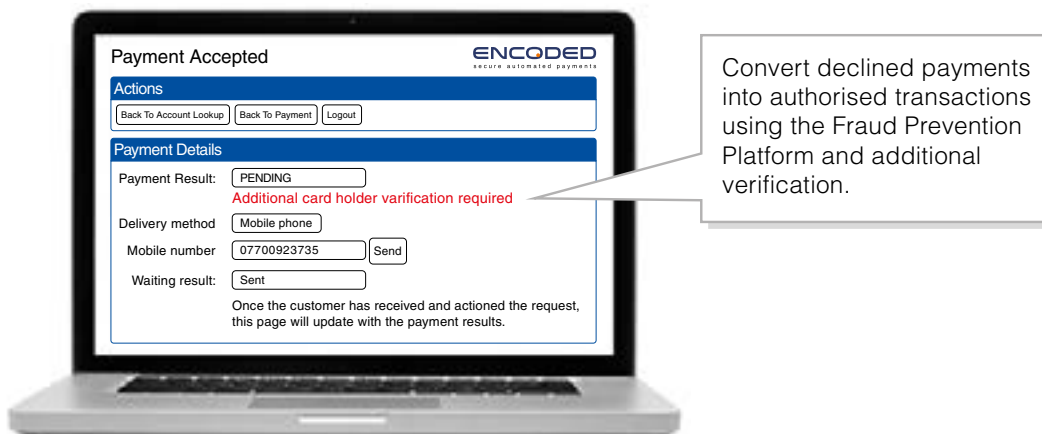 Payment Accepted
ENCODED
secure automated payments
Actions
Back To Account Lookup Back To Payment Logout
Payment Details
Payment Result: PENDING
Additional card holder varification required
Delivery method Mobile phone
Mobile number 07700923735 Send
Waiting result: Sent
Once the customer has received and actioned the request,
this page will update with the payment results.
Convert declined payments
into authorised transactions
using the Fraud Prevention
Platform and additional
verification.